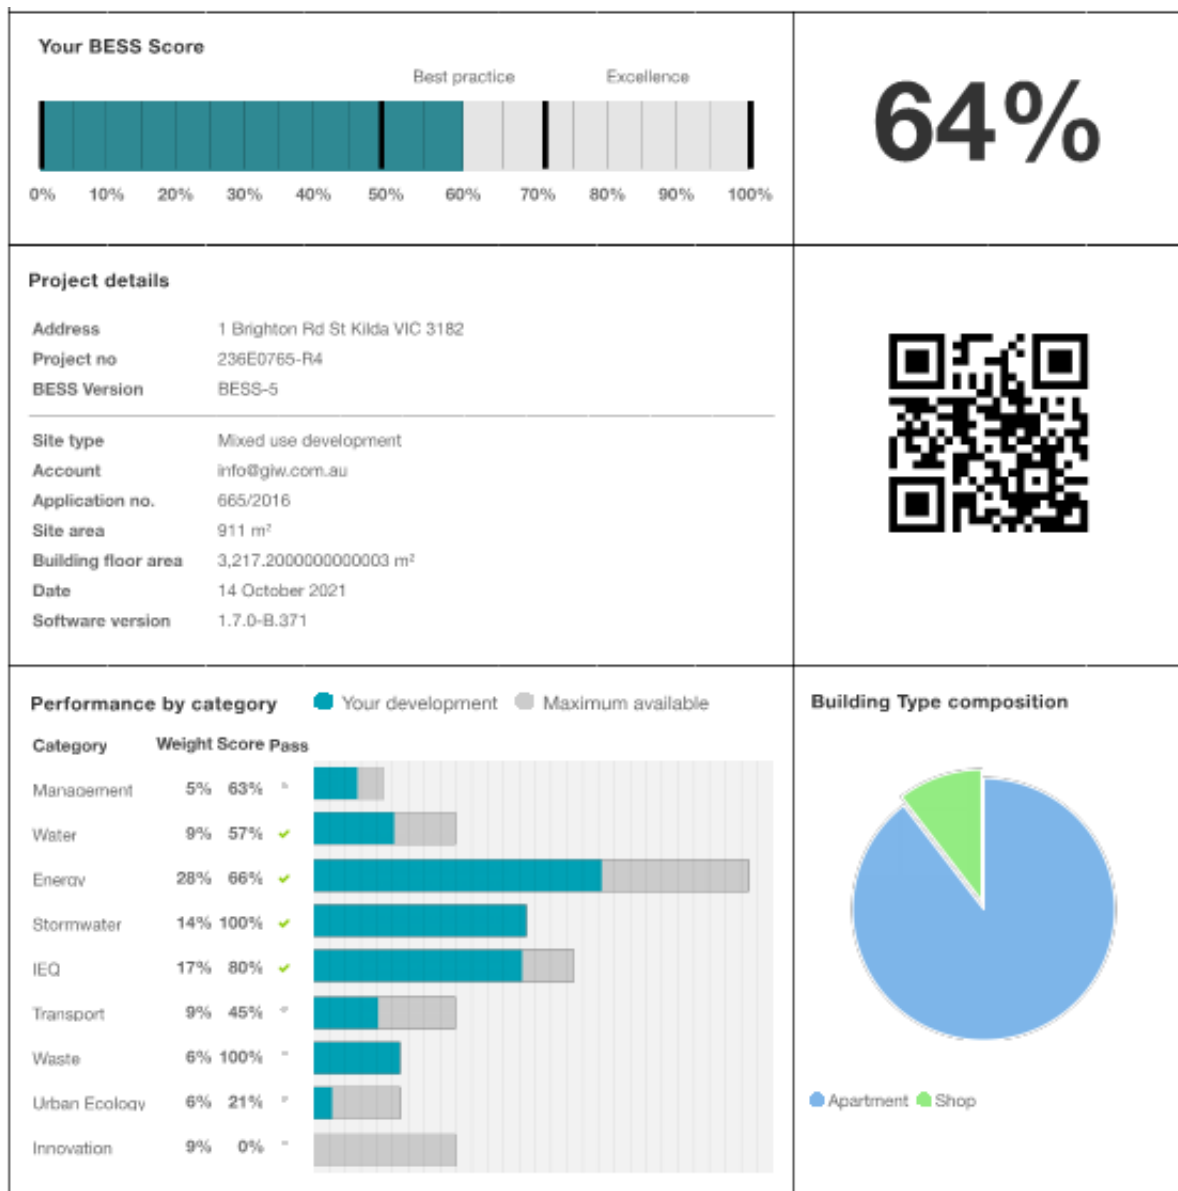 Your BESS Score
Best practice Excellence
0% 10% 20% 30% 40% 50% 60% 70% 80% 90% 100%
64%
Project details
Address 1 Brighton Rd St Kilda VIC 3182
Project no 236E0765-R4
BESS Version BESS-5
Site type Mixed use development
Account info@giw.com.au
Application no. 665/2016
Site area 911 m²
Building floor area 3,217.2000000000003 m²
Date 14 October 2021
Software version 1.7.0-B.371
Performance by category Your development Maximum available
Category Weight Score Pass
Management 5% 63%
Water 9% 57% ✔
Energy 28% 66% ✔
Stormwater 14% 100% ✔
IEQ 17% 80% ✔
Transport 9% 45%
Waste 6% 100%
Urban Ecology 6% 21%
Innovation 9% 0%
Building Type composition
Apartment Shop